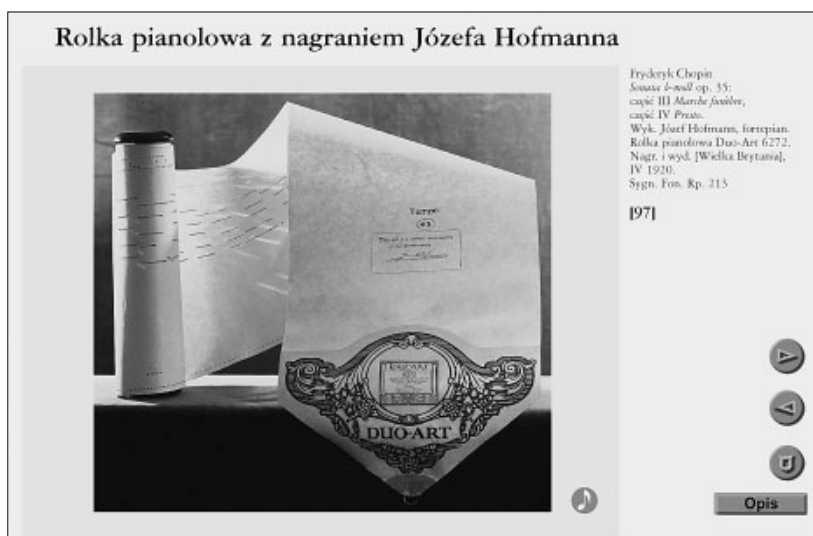 Rolka pianolowa z nagraniem Józefa Hofmanna
Fryderyk Chopin
Sonata b-moll op. 35:
część III Marche funèbre,
część IV Presto.
Wyk. Józef Hofmann, fortepian.
Rolka pianolowa Duo-Art 6272.
Nagr. i wyd. [Wielka Brytania],
IV 1920.
Sygn. Fon. Rp. 213
[97]
Tempo
DUO-ART
Opis